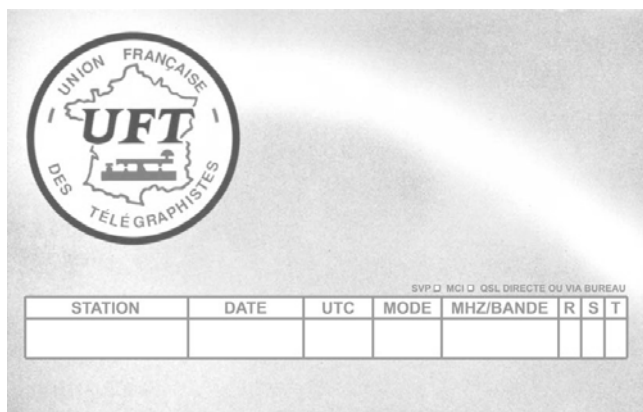 UNION FRANÇAISE
UFT
DES TÉLÉGRAPHISTES
SVP MCI QSL DIRECTE OU VIA BUREAU
STATION DATE UTC MODE MHZ/BANDE R S T